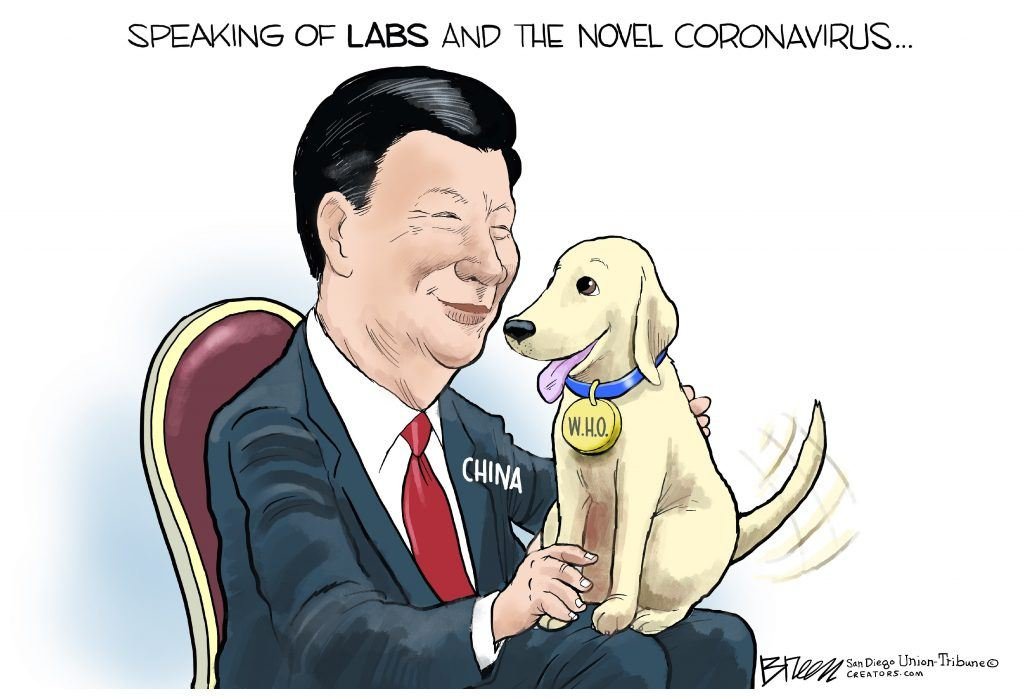 SPEAKING OF LABS AND THE NOVEL CORONAVIRUS...
W.H.O.
CHINA
Breen San Diego Union-Tribune©
CREATORS.COM